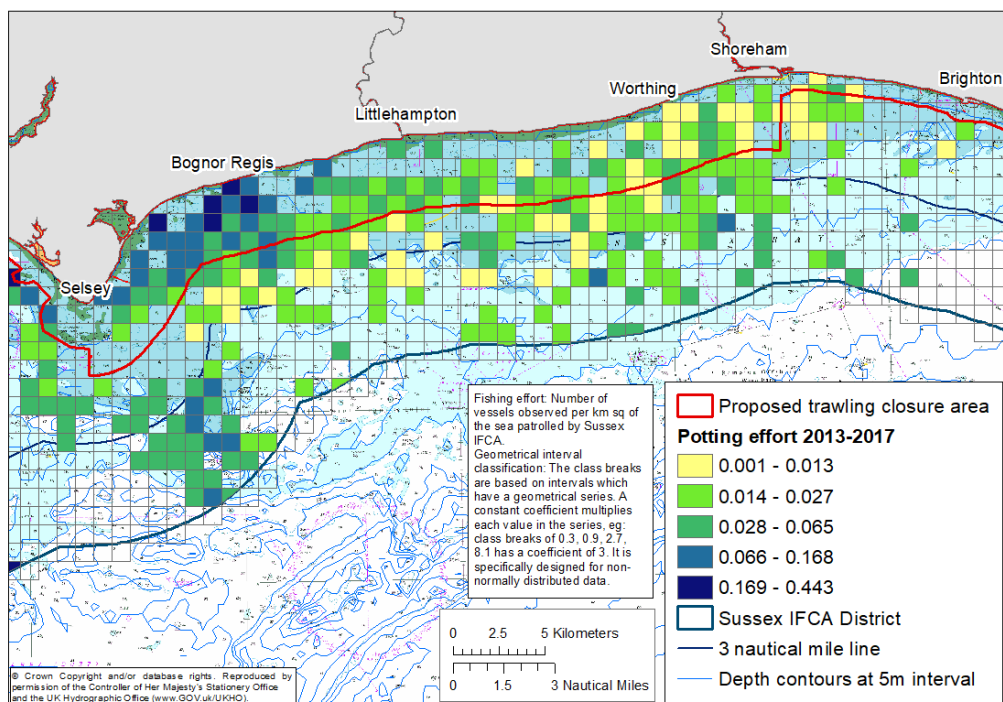 Shoreham
Brighton
Worthing
Littlehampton
Bognor Regis
Selsey
Fishing effort: Number of
vessels observed per km sq of
the sea patrolled by Sussex
IFCA.
Geometrical interval
classification: The class breaks
are based on intervals which
have a geometrical series. A
constant coefficient multiplies
each value in the series, eg:
class breaks of 0.3, 0.9, 2.7,
8.1 has a coefficient of 3. It is
specifically designed for non-
normally distributed data.
Proposed trawling closure area
Potting effort 2013-2017
0.001 - 0.013
0.014 - 0.027
0.028 - 0.065
0.066 - 0.168
0.169 - 0.443
Sussex IFCA District
3 nautical mile line
Depth contours at 5m interval
0 2.5 5 Kilometers
0 1.5 3 Nautical Miles
© Crown Copyright and/or database rights. Reproduced by
permission of the Controller of Her Majesty's Stationery Office
and the UK Hydrographic Office (www.GOV.uk/UKHO).